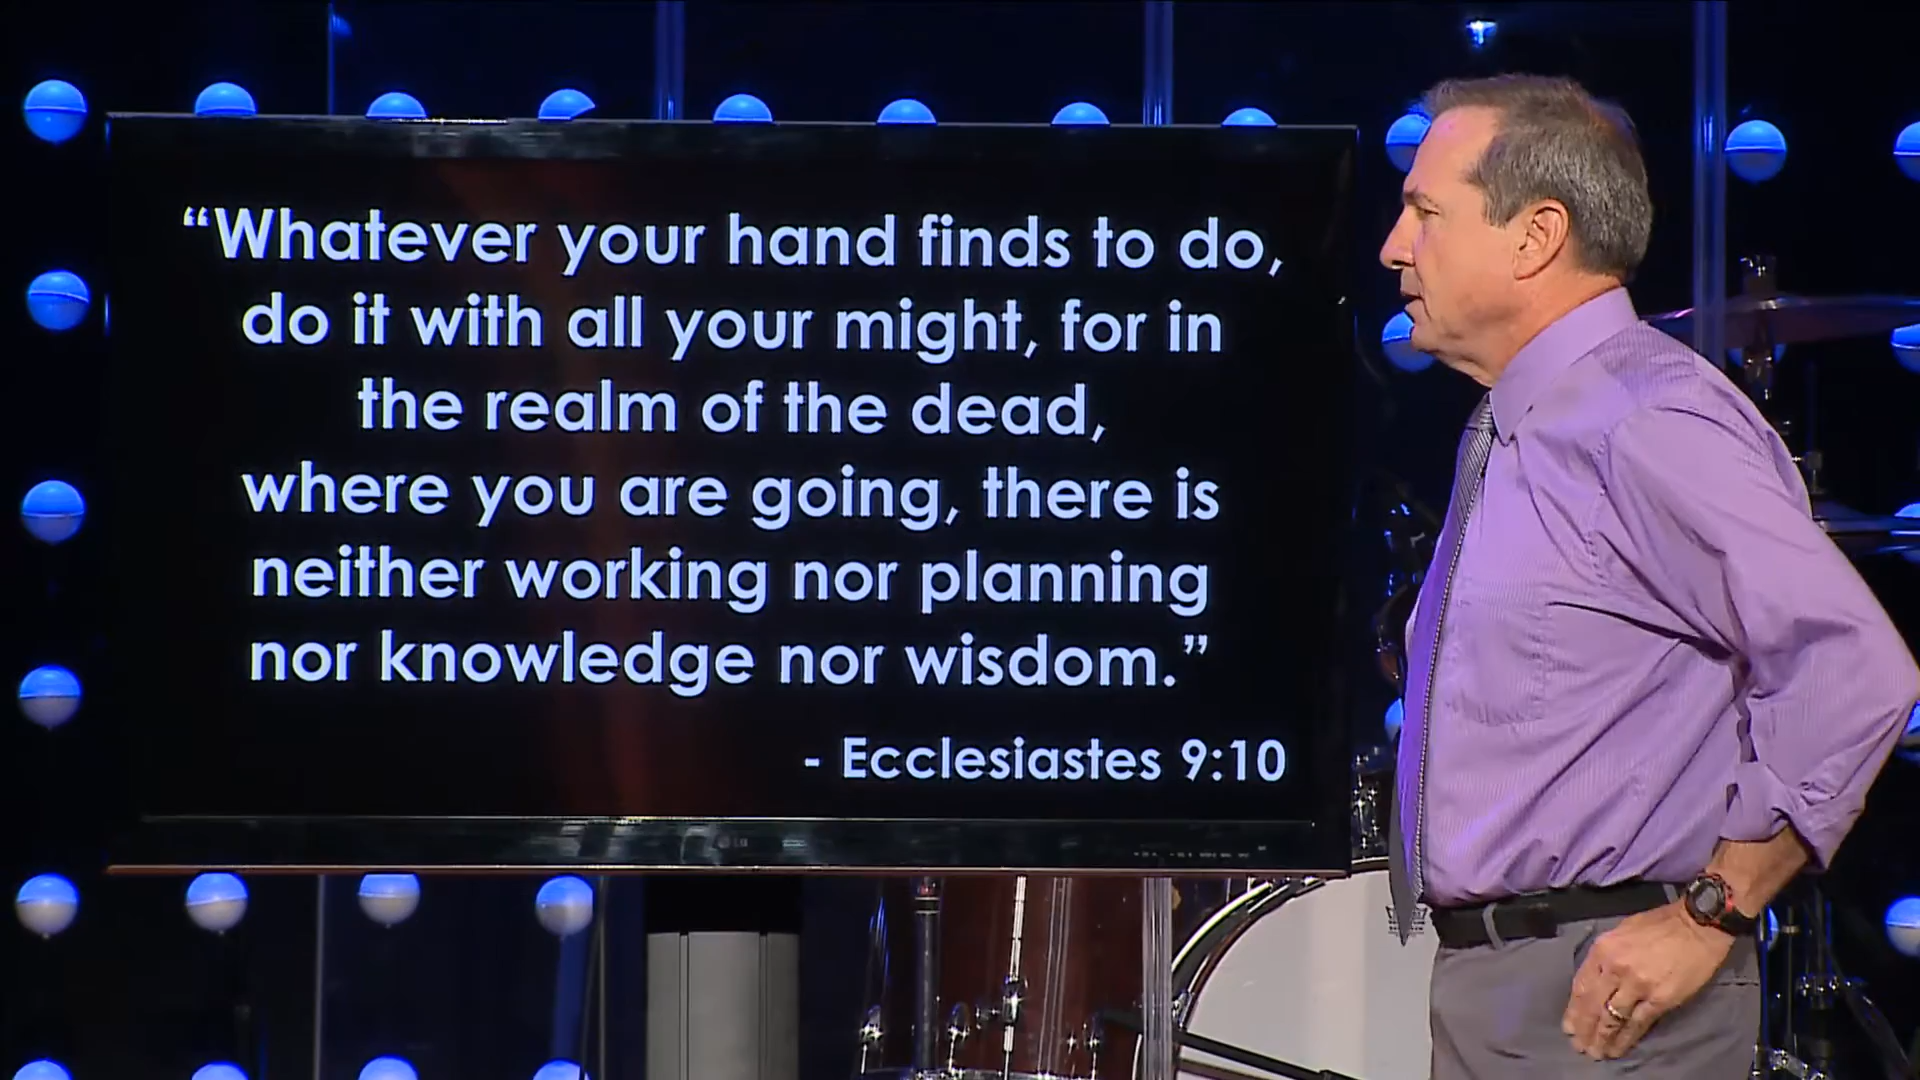 “Whatever your hand finds to do,
do it with all your might, for in
the realm of the dead,
where you are going, there is
neither working nor planning
nor knowledge nor wisdom.”
- Ecclesiastes 9:10